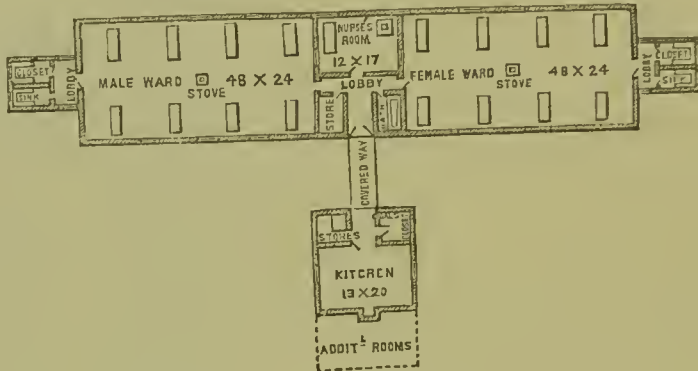 NURSES
ROOM
12 X 17
CLOSET
SINK
LOBBY
MALE WARD
STOVE
48 X 24
LOBBY
FEMALE WARD
STOVE
48 X 24
LOBBY
CLOSET
SINK
STORE
BATH
COVERED WAY
STORES
CLOSET
KITCHEN
13 X 20
ADDITL ROOMS